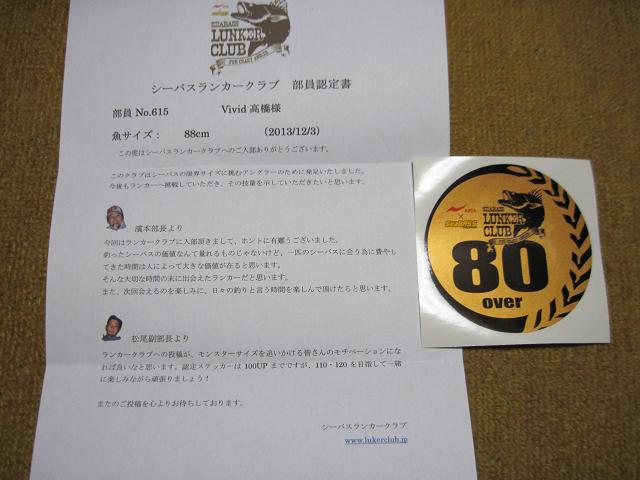 SEABASS
LUNKER
CLUB
FOR CRAZY ANGLER
シーバスランカークラブ 部員認定書
部員 No.615 Vivid 高橋様
魚サイズ： 88cm （2013/12/3）
この度はシーバスランカークラブへのご入部ありがとうございます。
このクラブはシーバスの限界サイズに挑むアングラーのために発足いたしました。
今後もランカーへ挑戦していただき、その技量を示していただきたいと思います。
濱本部長より
今回はランカークラブに入部頂きまして、ホントに有難うございました。
釣ったシーバスの価値なんて量れるものじゃないけど、一匹のシーバスに会う為に費やし
てきた時間は人によって大きな価値が在ると思います。
そんな大切な時間の末に出会えたランカーだと思います。
また、次回会えるのを楽しみに、日々の釣りと言う時間を楽しんで頂けたらと思います。
松尾副部長より
ランカークラブへの投稿が、モンスターサイズを追いかける皆さんのモチベーションにな
れば良いなと思います。認定ステッカーは 100UP までですが、110・120 を目指して一緒
に楽しみながら頑張りましょう！
またのご投稿を心よりお待ちしております。
シーバスランカークラブ
www.lukerclub.jp
APIA
×
SEABASS
LUNKER
CLUB
FOR CRAZY ANGLER
80
over